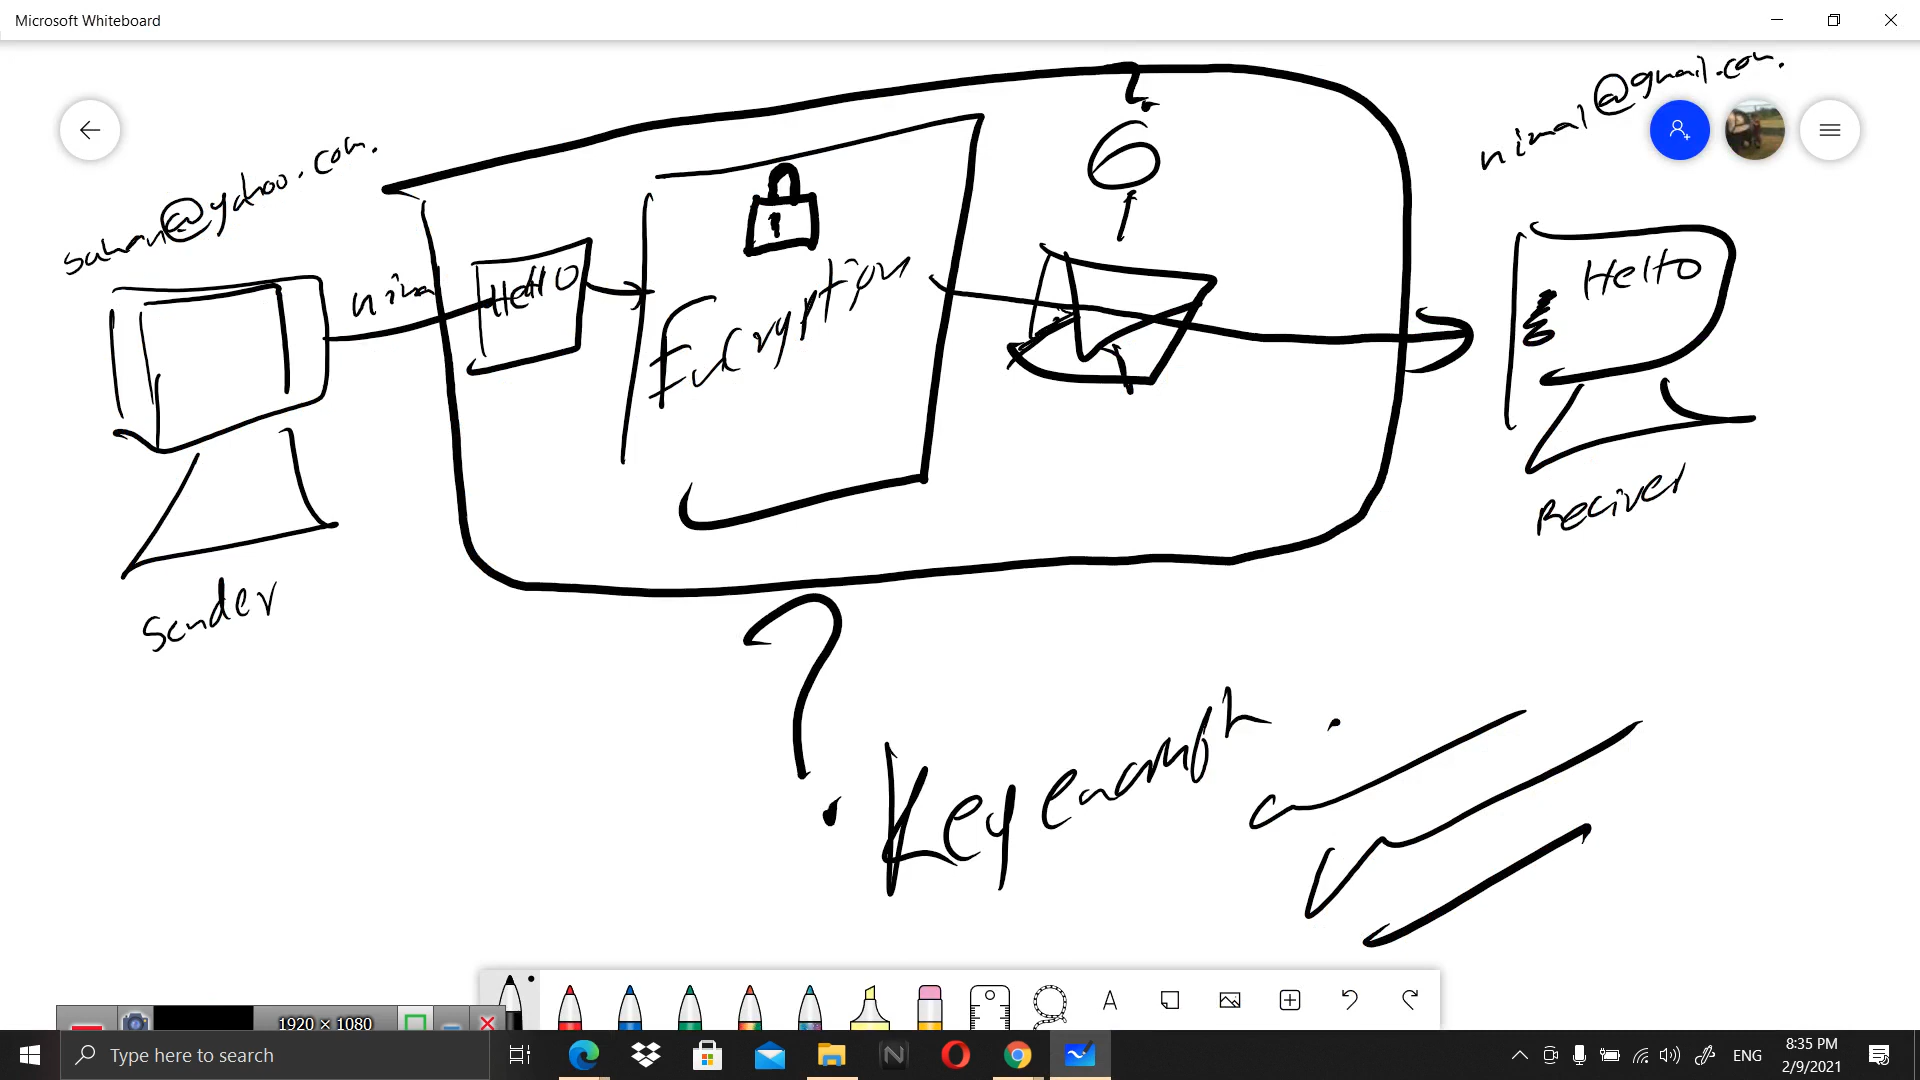 Microsoft Whiteboard
nimal@gmail.com.
sahan@yahoo.com.
6
Hello
Hello
Encryption
Sender
Reciver
?
Key
1920 × 1080
Type here to search
ENG
8:35 PM
2/9/2021